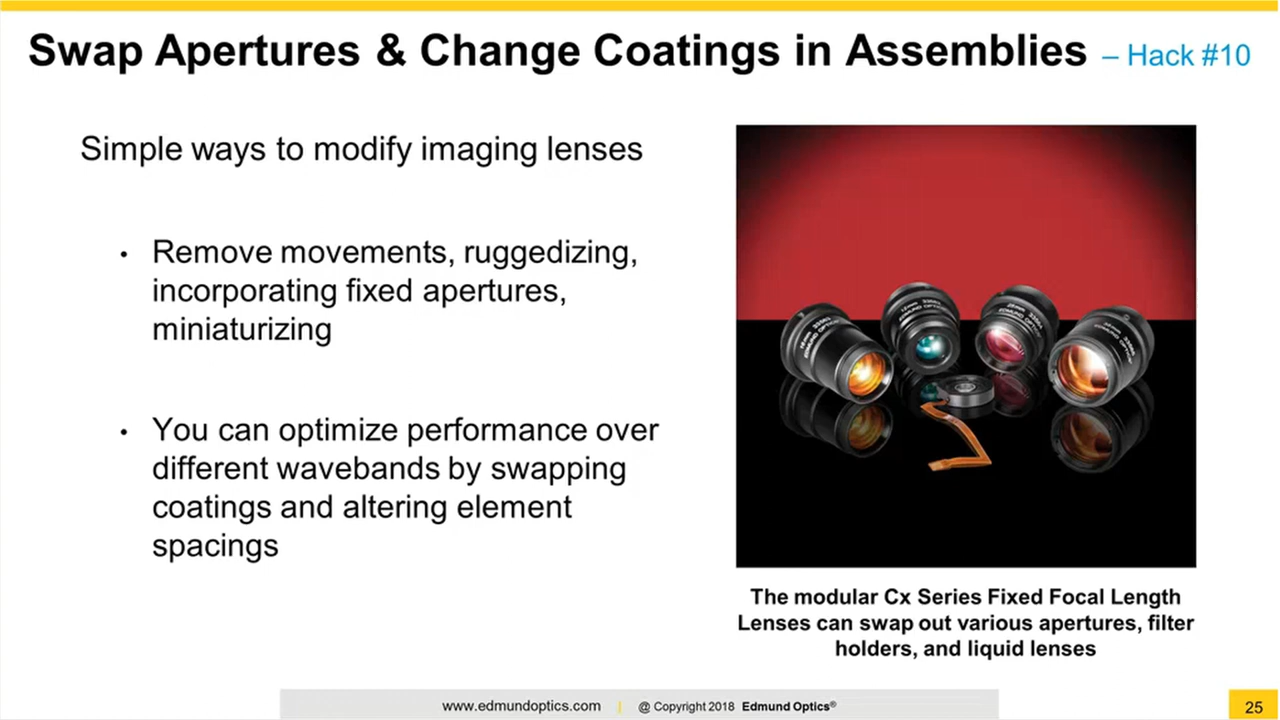 Swap Apertures & Change Coatings in Assemblies – Hack #10
Simple ways to modify imaging lenses
• Remove movements, ruggedizing,
incorporating fixed apertures,
miniaturizing
• You can optimize performance over
different wavebands by swapping
coatings and altering element
spacings
The modular Cx Series Fixed Focal Length
Lenses can swap out various apertures, filter
holders, and liquid lenses
www.edmundoptics.com | @ Copyright 2018 Edmund Optics®
25